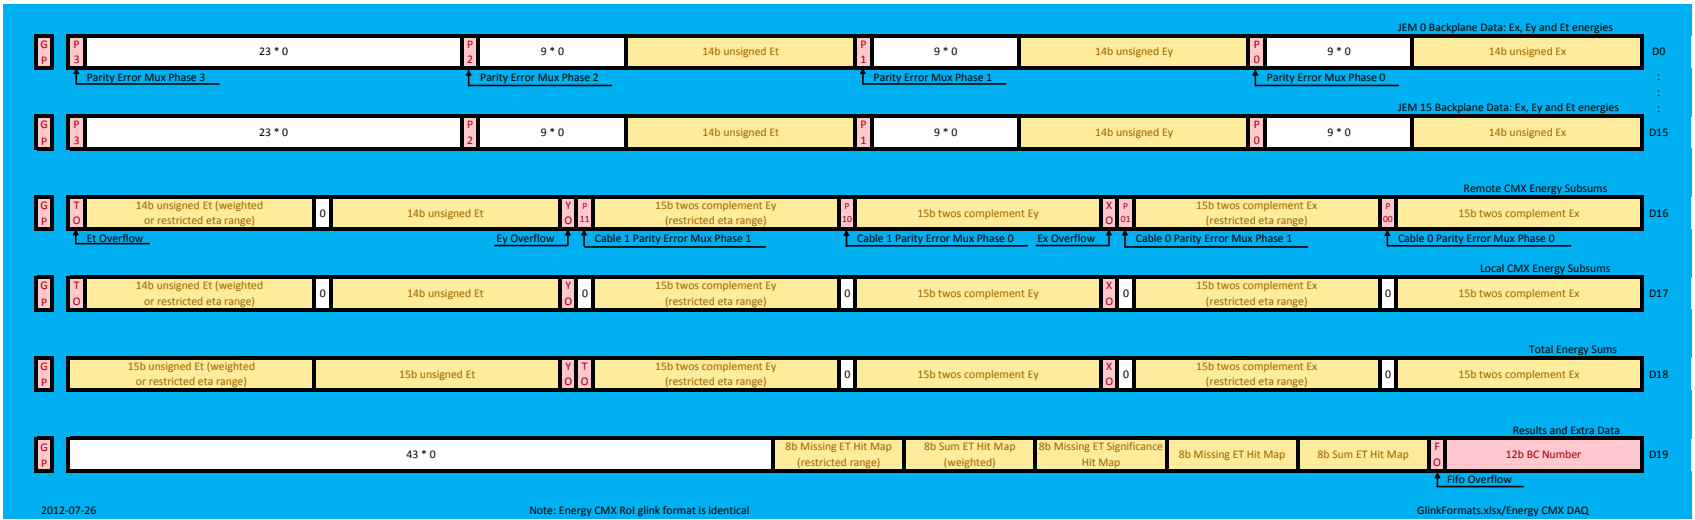 JEM 0 Backplane Data: Ex, Ey and Et energies
G P P 3 23 * 0 P 2 9 * 0 14b unsigned Et P 1 9 * 0 14b unsigned Ey P 0 9 * 0 14b unsigned Ex D0
Parity Error Mux Phase 3 Parity Error Mux Phase 2 Parity Error Mux Phase 1 Parity Error Mux Phase 0
:
:
:
JEM 15 Backplane Data: Ex, Ey and Et energies
G P P 3 23 * 0 P 2 9 * 0 14b unsigned Et P 1 9 * 0 14b unsigned Ey P 0 9 * 0 14b unsigned Ex D15
Remote CMX Energy Subsums
G P T O 14b unsigned Et (weighted or restricted eta range) 0 14b unsigned Et Y O P 11 15b twos complement Ey (restricted eta range) P 10 15b twos complement Ey X O P 01 15b twos complement Ex (restricted eta range) P 00 15b twos complement Ex D16
Et Overflow Ey Overflow Cable 1 Parity Error Mux Phase 1 Cable 1 Parity Error Mux Phase 0 Ex Overflow Cable 0 Parity Error Mux Phase 1 Cable 0 Parity Error Mux Phase 0
Local CMX Energy Subsums
G P T O 14b unsigned Et (weighted or restricted eta range) 0 14b unsigned Et Y O 0 15b twos complement Ey (restricted eta range) 0 15b twos complement Ey X O 0 15b twos complement Ex (restricted eta range) 0 15b twos complement Ex D17
Total Energy Sums
G P 15b unsigned Et (weighted or restricted eta range) 15b unsigned Et Y O T O 15b twos complement Ey (restricted eta range) 0 15b twos complement Ey X O 0 15b twos complement Ex (restricted eta range) 0 15b twos complement Ex D18
Results and Extra Data
G P 43 * 0 8b Missing ET Hit Map (restricted range) 8b Sum ET Hit Map (weighted) 8b Missing ET Significance Hit Map 8b Missing ET Hit Map 8b Sum ET Hit Map F O 12b BC Number D19
Fifo Overflow
2012-07-26 Note: Energy CMX RoI glink format is identical GlinkFormats.xlsx/Energy CMX DAQ